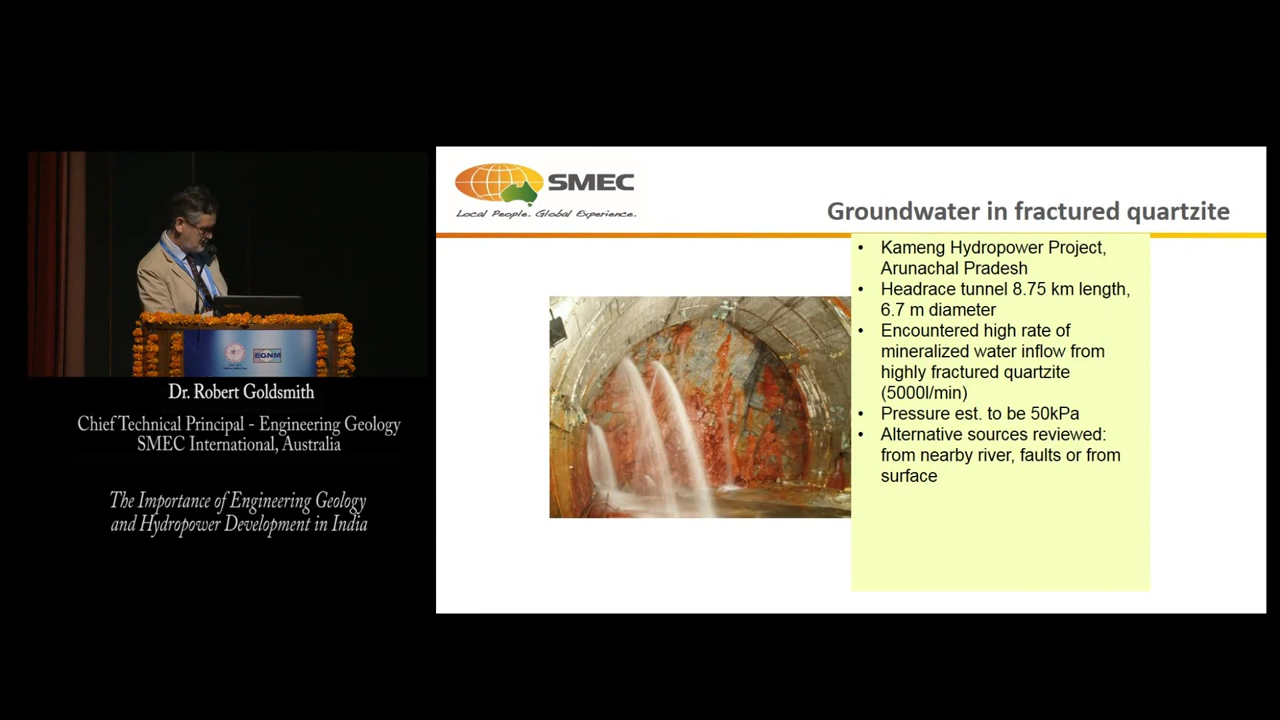 SMEC
Local People. Global Experience.
Groundwater in fractured quartzite
• Kameng Hydropower Project,
Arunachal Pradesh
• Headrace tunnel 8.75 km length,
6.7 m diameter
• Encountered high rate of
mineralized water inflow from
highly fractured quartzite
(5000l/min)
• Pressure est. to be 50kPa
• Alternative sources reviewed:
from nearby river, faults or from
surface
EGNM
Dr. Robert Goldsmith
Chief Technical Principal - Engineering Geology
SMEC International, Australia
The Importance of Engineering Geology
and Hydropower Development in India